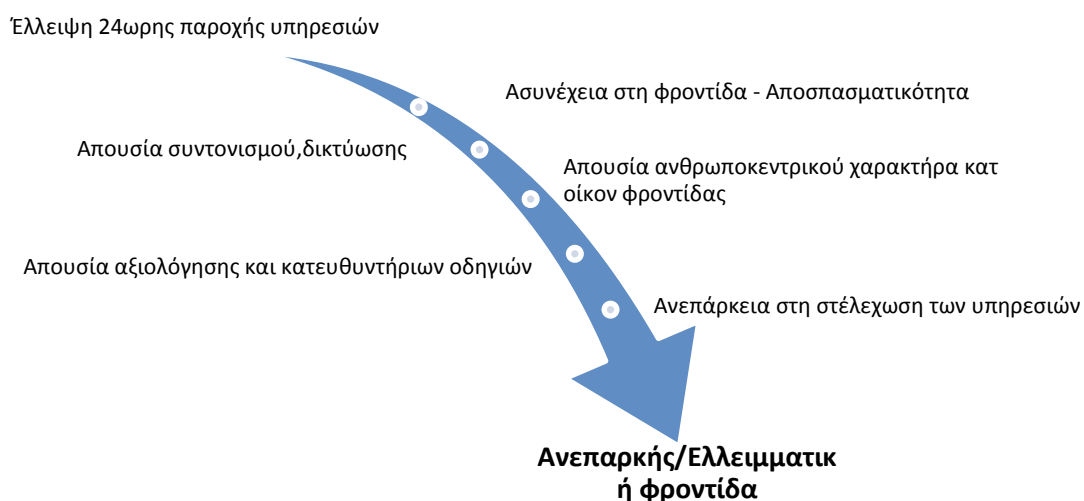 Έλλειψη 24ωρης παροχής υπηρεσιών
Ασυνέχεια στη φροντίδα - Αποσπασματικότητα
Απουσία συντονισμού,δικτύωσης
Απουσία ανθρωποκεντρικού χαρακτήρα κατ
οίκον φροντίδας
Απουσία αξιολόγησης και κατευθυντήριων οδηγιών
Ανεπάρκεια στη στέλεχωση των υπηρεσιών
Ανεπαρκής/Ελλειμματικ
ή φροντίδα